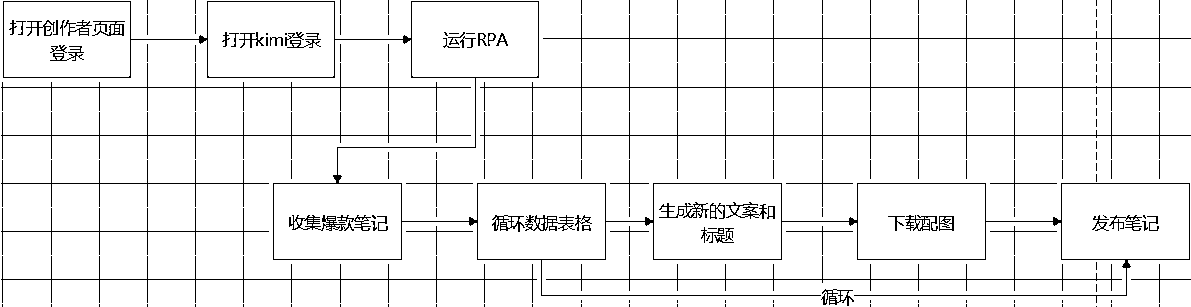 打开创作者页面
登录
打开kimi登录
运行RPA
收集爆款笔记
循环数据表格
生成新的文案和
标题
下载配图
发布笔记
循环